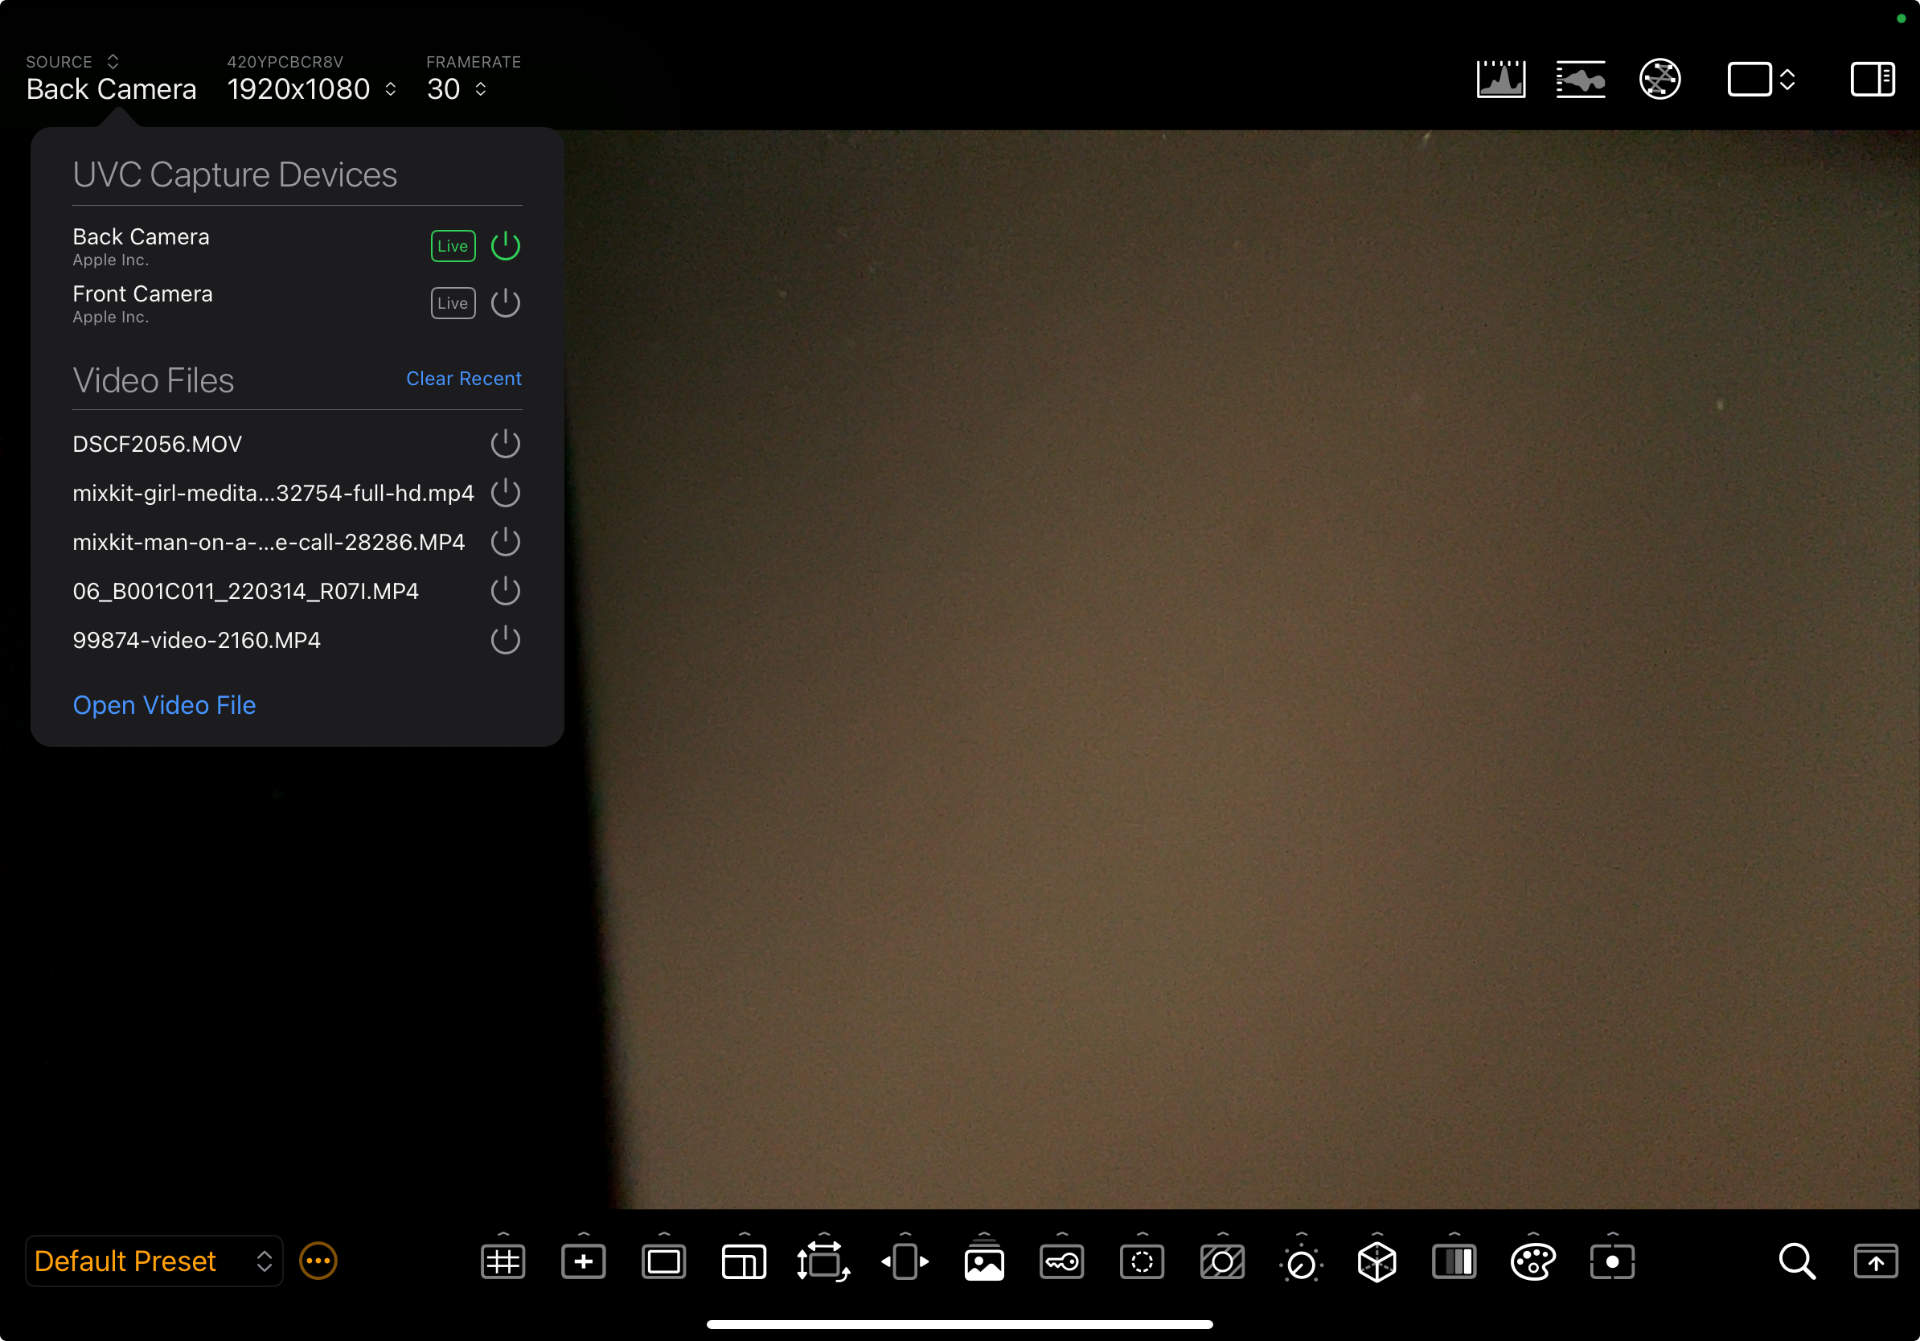 SOURCE
Back Camera
420YPCBCR8V
1920x1080
FRAMERATE
30
UVC Capture Devices
Back Camera
Apple Inc.
Live
Front Camera
Apple Inc.
Live
Video Files
Clear Recent
DSCF2056.MOV
mixkit-girl-medita...32754-full-hd.mp4
mixkit-man-on-a-...e-call-28286.MP4
06_B001C011_220314_R07I.MP4
99874-video-2160.MP4
Open Video File
Default Preset